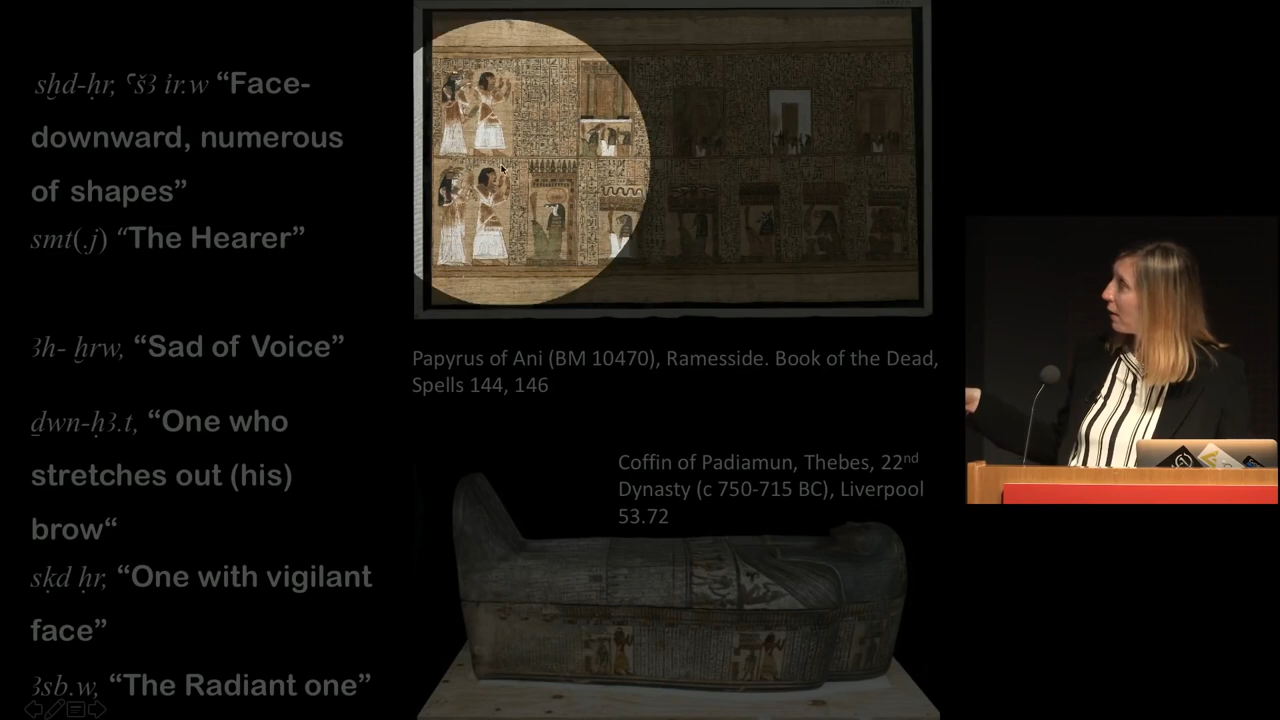 sḫd-ḥr, ꜥšꜣ ir.w “Face-
downward, numerous
of shapes”
smt(.j) “The Hearer”
ꜣh- ḫrw, “Sad of Voice”
ḏwn-ḥꜣ.t, “One who
stretches out (his)
brow“
sḳd ḥr, “One with vigilant
face”
ꜣsb.w, “The Radiant one”
Papyrus of Ani (BM 10470), Ramesside. Book of the Dead,
Spells 144, 146
Coffin of Padiamun, Thebes, 22nd
Dynasty (c 750-715 BC), Liverpool
53.72